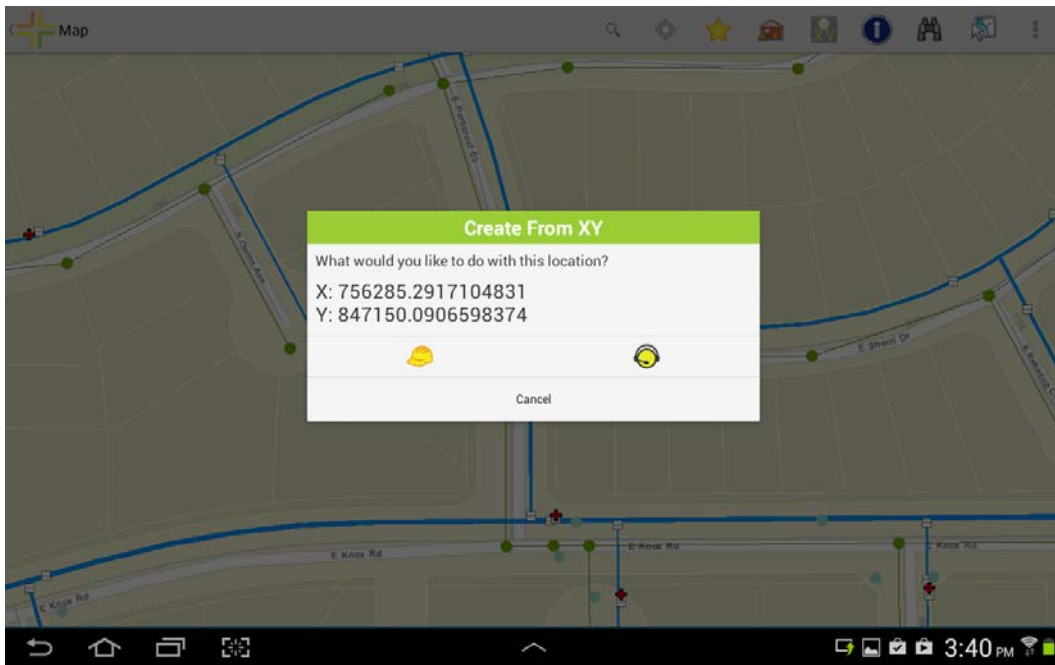 Map
XY
E Sherri Dr
Create From XY
What would you like to do with this location?
X: 756285.2917104831
Y: 847150.0906598374
Cancel
E Knox Rd
E Knox Rd
E Knox Rd
E Knox Rd
3:40 PM